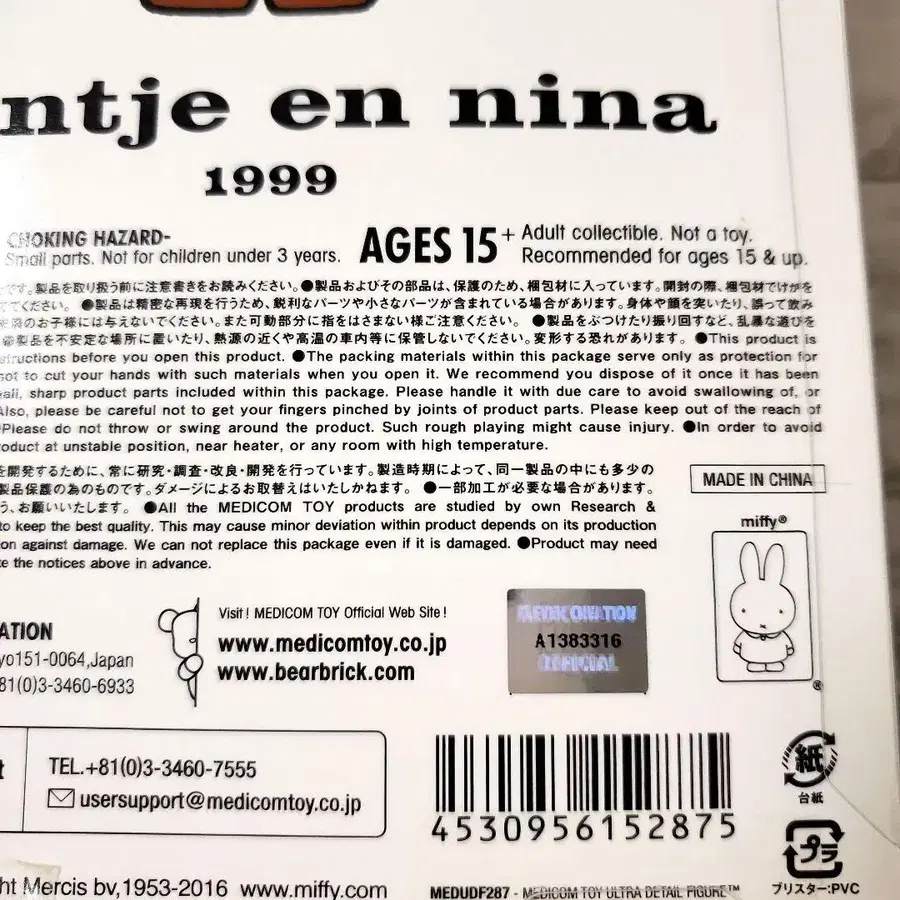 ntje en nina
1999
CHOKING HAZARD-
Small parts. Not for children under 3 years.
AGES 15+
Adult collectible. Not a toy.
Recommended for ages 15 & up.
です。製品を取り扱う前に注意書きをお読みください。●製品およびその部品は、保護のため、梱包材に入っています。開封の際、梱包材でけがを
てください。 ●製品は精密な再現を行うため、鋭利なパーツや小さなパーツが含まれている場合があります。身体や顔を突いたり、誤って飲み
のお子様には与えないでください。また可動部分に指をはさまない様ご注意ください。 ●製品をぶつけたり振り回すなど、乱暴な遊びを
●製品を不安定な場所に置いたり、熱源の近くや高温の車内等に保管しないでください。変形する恐れがあります。 ●This product is
structions before you open this product. ●The packing materials within this package serve only as protection for
not to cut your hands with such materials when you open it. We recommend you dispose of it once it has been
all, sharp product parts included within this package. Please handle it with due care to avoid swallowing of, or
Also, please be careful not to get your fingers pinched by joints of product parts. Please keep out of the reach of
●Please do not throw or swing around the product. Such rough playing might cause injury. ●In order to avoid
oduct at unstable position, near heater, or any room with high temperature.
を開発するために、常に研究・調査・改良・開発を行っています。製造時期によって、同一製品の中にも多少の
製品保護の為のものです。ダメージによるお取替えはいたしかねます。 ●一部加工が必要な場合があります。
う、お願いいたします。 ●All the MEDICOM TOY products are studied by own Research &
to keep the best quality. This may cause minor deviation within product depends on its production
on against damage. We can not replace this package even if it is damaged. ●Product may need
e the notices above in advance.
MADE IN CHINA
miffy®
®
ATION
yo151-0064,Japan
81(0)3-3460-6933
Visit! MEDICOM TOY Official Web Site!
www.medicomtoy.co.jp
www.bearbrick.com
A1383316
OFFICIAL
t
TEL.+81(0)3-3460-7555
usersupport@medicomtoy.co.jp
4530956152875
紙
台紙
プラ
ブリスター:PVC
ht Mercis bv,1953-2016 www.miffy.com
MEDUDF287 - MEDICOM TOY ULTRA DETAIL FIGURE™